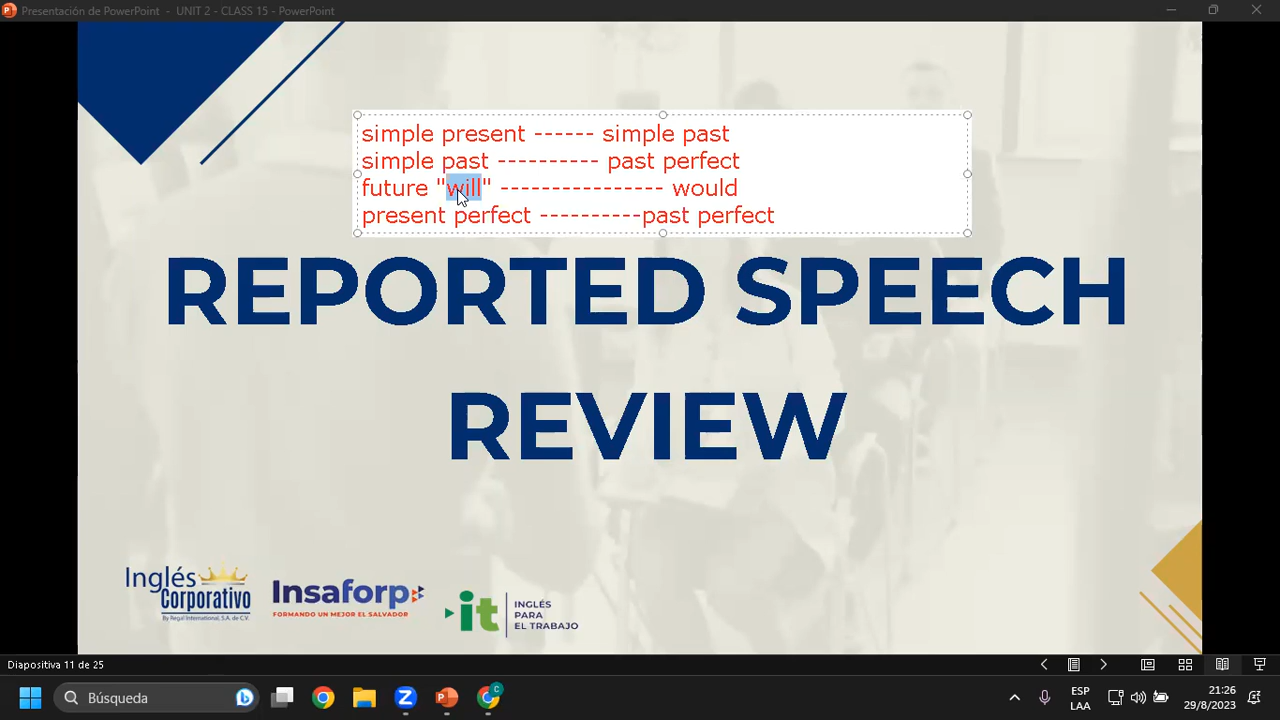 Presentación de PowerPoint - UNIT 2 - CLASS 15 - PowerPoint
simple present ------ simple past
simple past ---------- past perfect
future "will" ---------------- would
present perfect ----------past perfect
REPORTED SPEECH
REVIEW
Inglés
Corporativo
By Regal International, S.A. de C.V.
Insaforp
FORMANDO UN MEJOR EL SALVADOR
it
INGLÉS
PARA
EL TRABAJO
Diapositiva 11 de 25
Búsqueda
ESP
LAA
21:26
29/8/2023